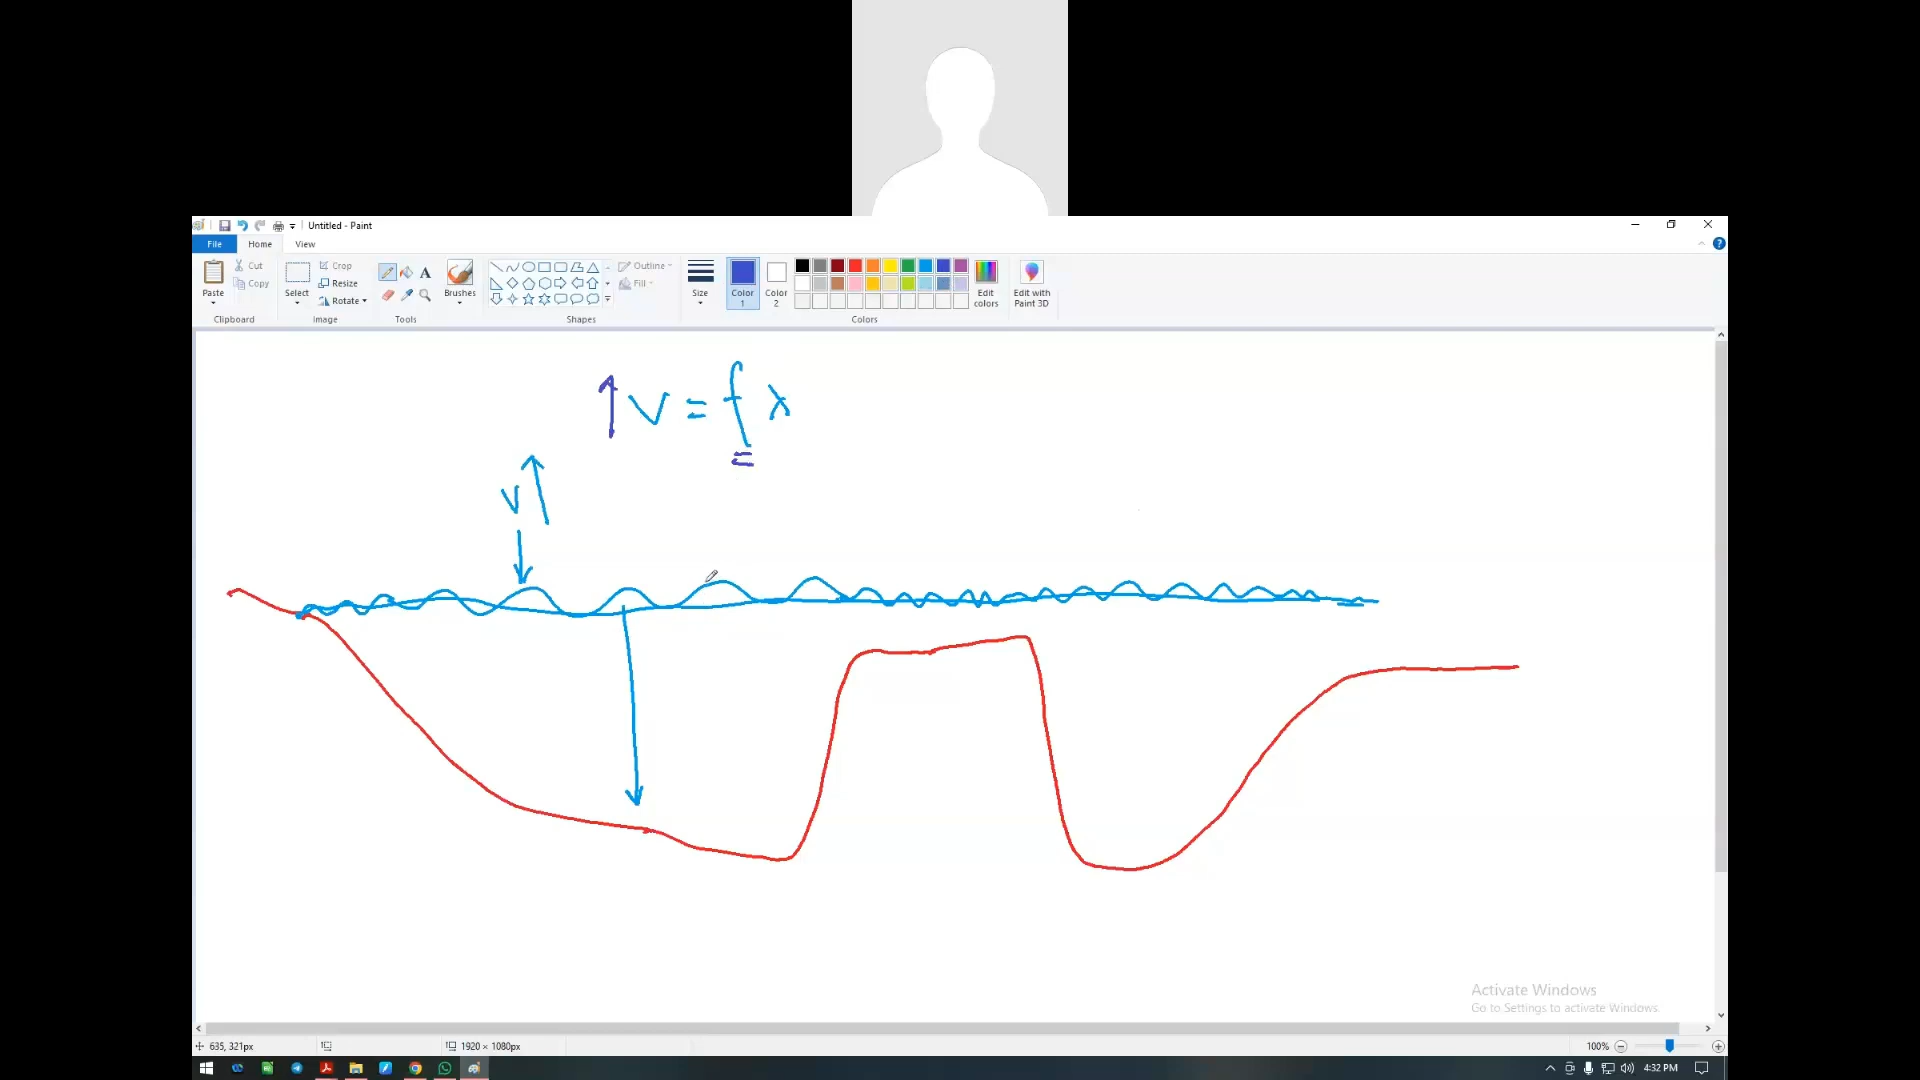 Untitled - Paint
File Home View
Paste
Cut
Copy
Clipboard
Select
Crop
Resize
Rotate
Image
A
Tools
Brushes
Outline
Fill
Shapes
Size
Color 1
Color 2
Edit colors
Colors
Edit with Paint 3D
↑ V = f λ
=
V ↑
Activate Windows
Go to Settings to activate Windows.
635, 321px
1920 × 1080px
100%
4:32 PM